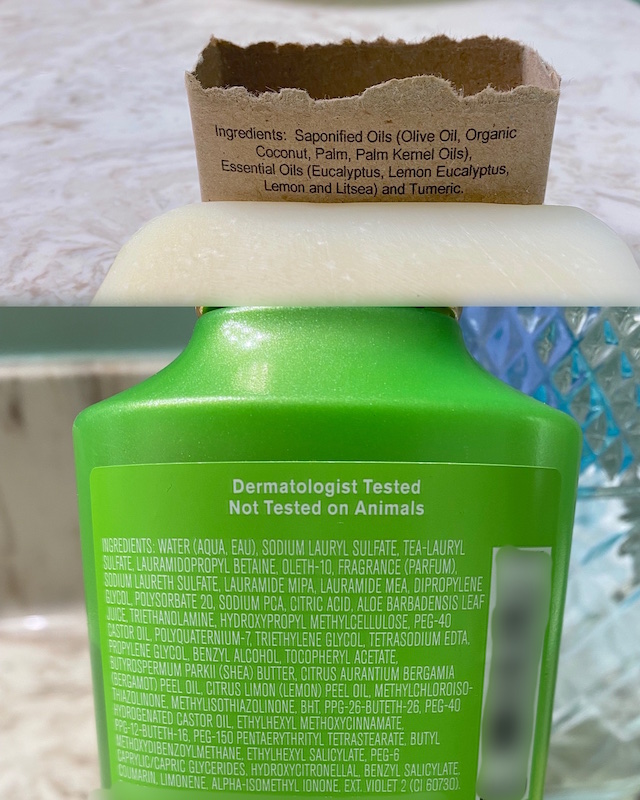 Ingredients: Saponified Oils (Olive Oil, Organic
Coconut, Palm, Palm Kernel Oils),
Essential Oils (Eucalyptus, Lemon Eucalyptus,
Lemon and Litsea) and Tumeric.
Dermatologist Tested
Not Tested on Animals
INGREDIENTS: WATER (AQUA, EAU), SODIUM LAURYL SULFATE, TEA-LAURYL
SULFATE, LAURAMIDOPROPYL BETAINE, OLETH-10, FRAGRANCE (PARFUM),
SODIUM LAURETH SULFATE, LAURAMIDE MIPA, LAURAMIDE MEA, DIPROPYLENE
GLYCOL, POLYSORBATE 20, SODIUM PCA, CITRIC ACID, ALOE BARBADENSIS LEAF
JUICE, TRIETHANOLAMINE, HYDROXYPROPYL METHYLCELLULOSE, PEG-40
CASTOR OIL, POLYQUATERNIUM-7, TRIETHYLENE GLYCOL, TETRASODIUM EDTA,
PROPYLENE GLYCOL, BENZYL ALCOHOL, TOCOPHERYL ACETATE,
BUTYROSPERMUM PARKII (SHEA) BUTTER, CITRUS AURANTIUM BERGAMIA
(BERGAMOT) PEEL OIL, CITRUS LIMON (LEMON) PEEL OIL, METHYLCHLOROISO-
THIAZOLINONE, METHYLISOTHIAZOLINONE, BHT, PPG-26-BUTETH-26, PEG-40
HYDROGENATED CASTOR OIL, ETHYLHEXYL METHOXYCINNAMATE,
PPG-12-BUTETH-16, PEG-150 PENTAERYTHRITYL TETRASTEARATE, BUTYL
METHOXYDIBENZOYLMETHANE, ETHYLHEXYL SALICYLATE, PEG-6
CAPRYLIC/CAPRIC GLYCERIDES, HYDROXYCITRONELLAL, BENZYL SALICYLATE,
COUMARIN, LIMONENE, ALPHA-ISOMETHYL IONONE, EXT. VIOLET 2 (CI 60730).